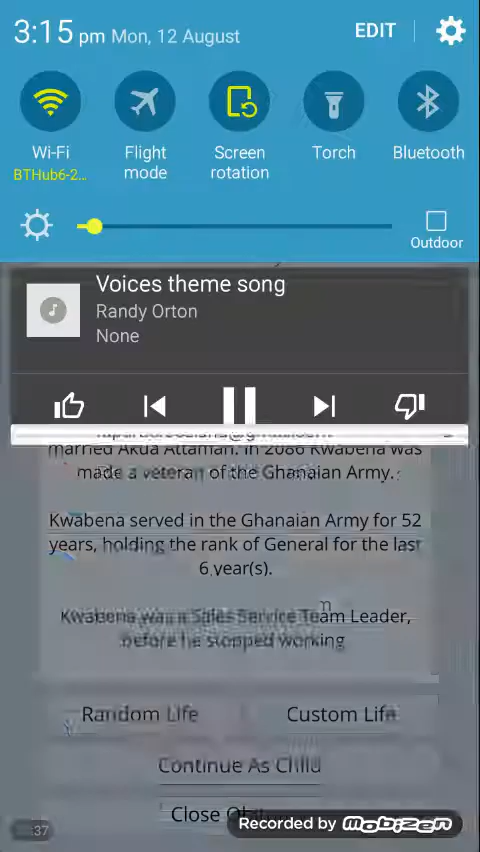 3:15 pm Mon, 12 August
EDIT
Wi-Fi
Flight mode
Screen rotation
Torch
Bluetooth
BTHub6-2...
Outdoor
Voices theme song
Randy Orton
None
married Akua Attaman. In 2086 Kwabena was
made a veteran of the Ghanaian Army.
Kwabena served in the Ghanaian Army for 52
years, holding the rank of General for the last
6 year(s).
Kwabena was a Sales Service Team Leader,
before he stopped working
Random Life
Custom Life
Continue As Child
Close
37
Recorded by mobizen